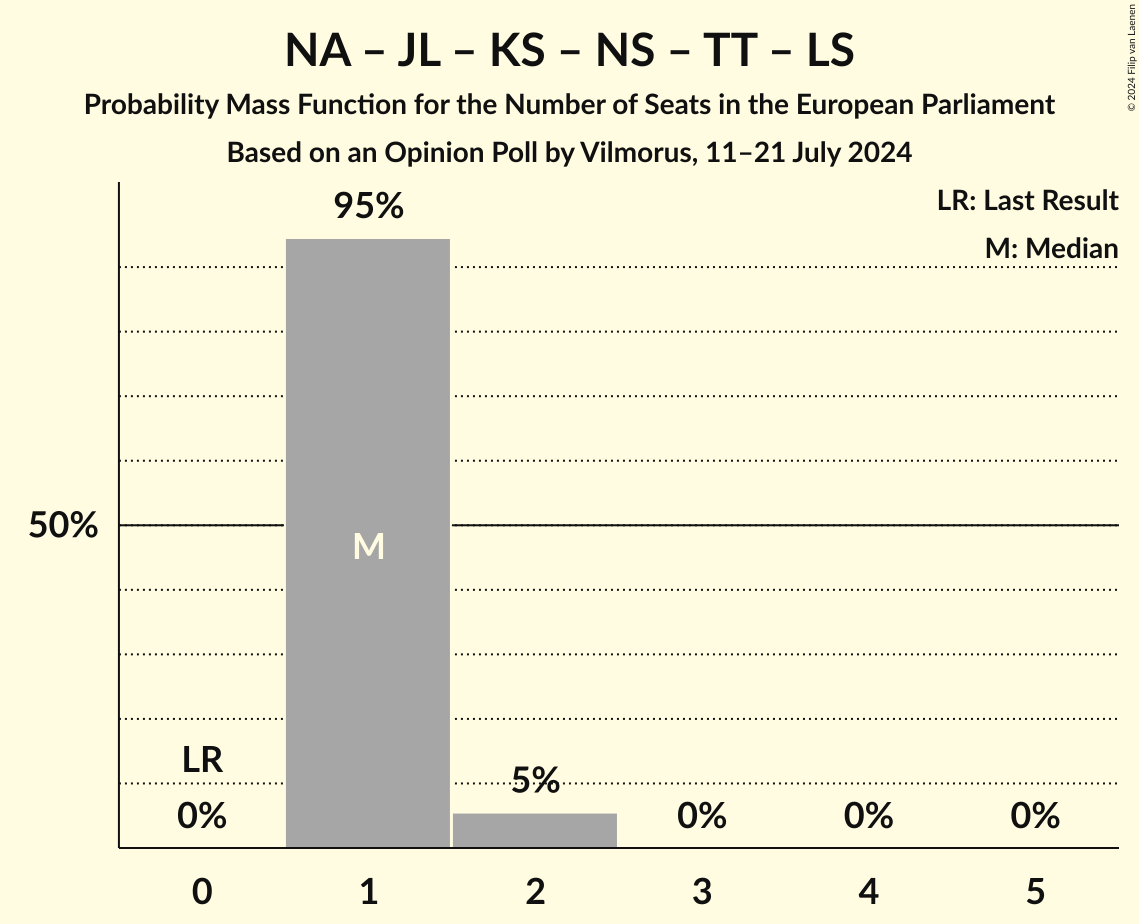 NA – JL – KS – NS – TT – LS
Probability Mass Function for the Number of Seats in the European Parliament
Based on an Opinion Poll by Vilmorus, 11–21 July 2024
© 2024 Filip van Laenen
LR: Last Result
M: Median
95%
50%
M
LR
5%
0%
0%
0%
0%
0
1
2
3
4
5